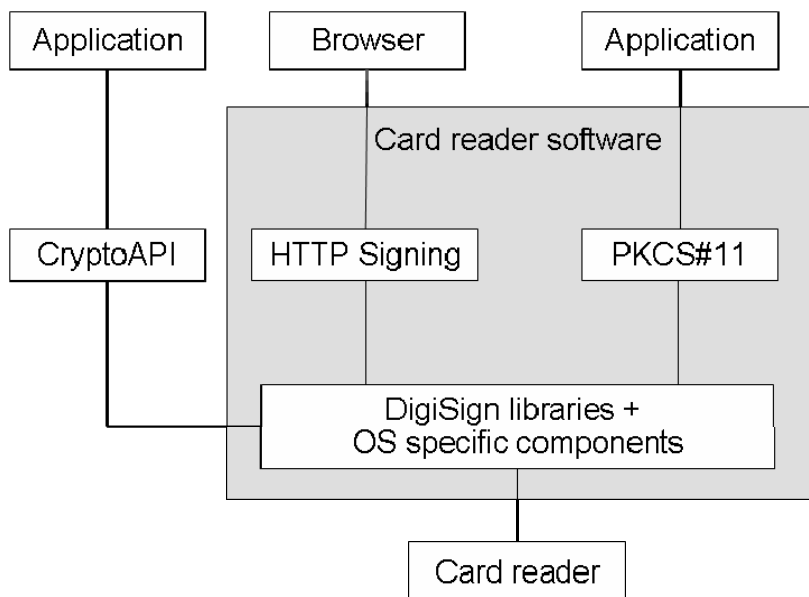 Application
Browser
Application
Card reader software
CryptoAPI
HTTP Signing
PKCS#11
DigiSign libraries +
OS specific components
Card reader